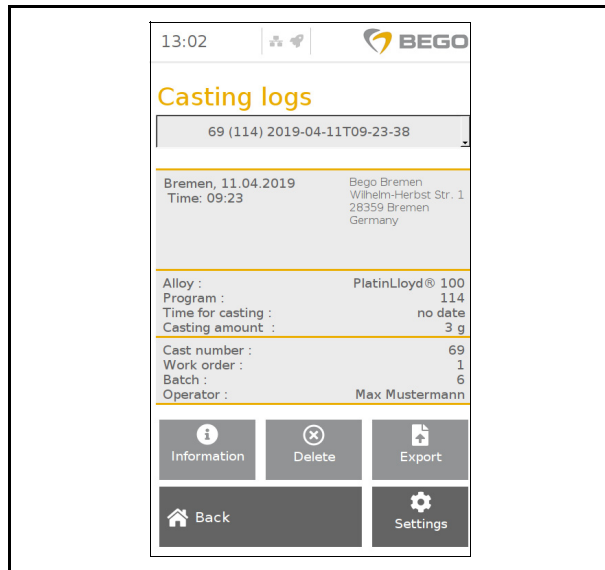 13:02
BEGO
Casting logs
69 (114) 2019-04-11T09-23-38
Bremen, 11.04.2019
Time: 09:23
Bego Bremen
Wilhelm-Herbst Str. 1
28359 Bremen
Germany
Alloy : PlatinLloyd® 100
Program : 114
Time for casting : no date
Casting amount : 3 g
Cast number : 69
Work order : 1
Batch : 6
Operator : Max Mustermann
Information Delete Export
Back Settings